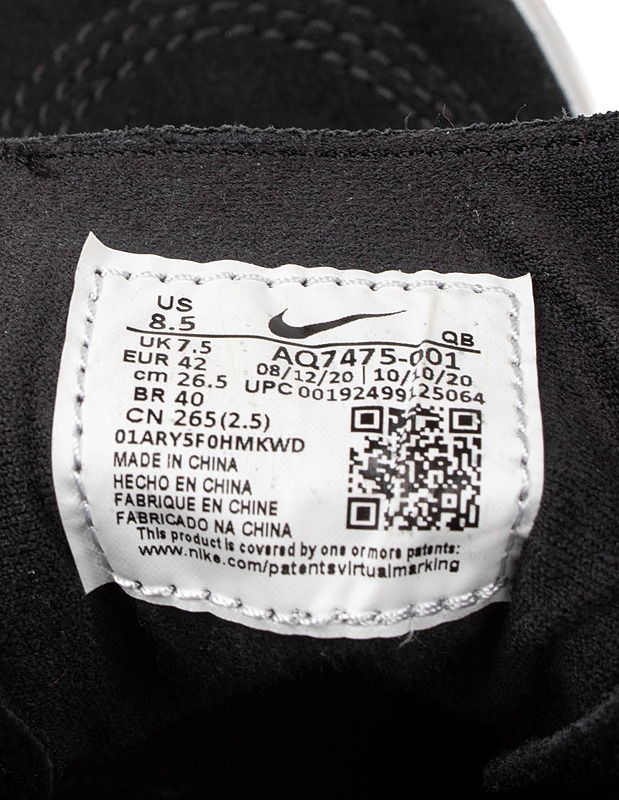 US
8.5
QB
UK 7.5
AQ7475-001
EUR 42
08/12/20 | 10/10/20
cm 26.5
UPC 00192499125064
BR 40
CN 265(2.5)
01ARY5F0HMKWD
MADE IN CHINA
HECHO EN CHINA
FABRIQUE EN CHINE
FABRICADO NA CHINA
This product is covered by one or more patents:
www.nike.com/patentsvirtualmarking